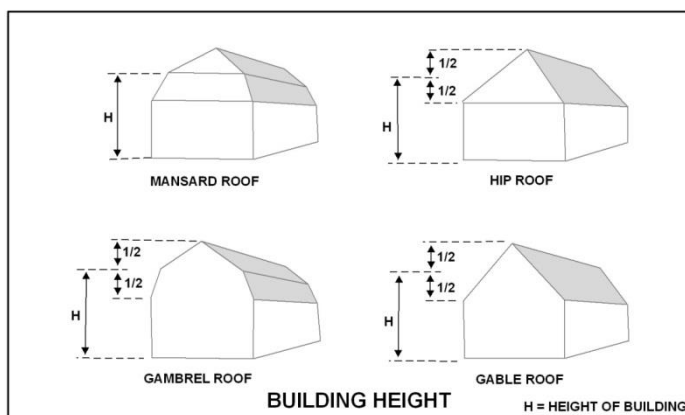 1/2
1/2
H
H
MANSARD ROOF
HIP ROOF
1/2
1/2
1/2
1/2
H
H
GAMBREL ROOF
GABLE ROOF
BUILDING HEIGHT
H = HEIGHT OF BUILDING